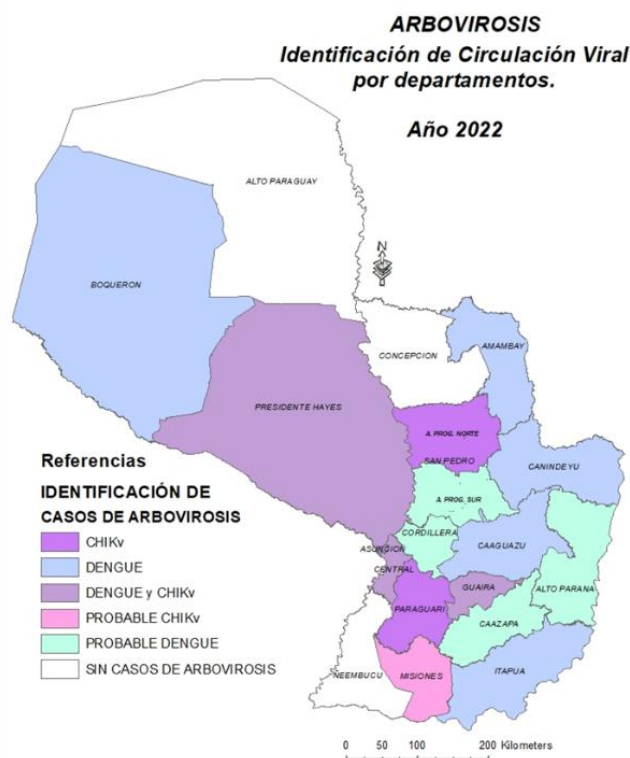 ARBOVIROSIS
Identificación de Circulación Viral
por departamentos.
Año 2022
ALTO PARAGUAY
N
BOQUERON
CONCEPCION
AMAMBAY
PRESIDENTE HAYES
A. PROG. NORTE
SAN PEDRO
CANINDEYU
A. PROG. SUR
CORDILLERA
ASUNCION
CAAGUAZU
CENTRAL
GUAIRA
ALTO PARANA
PARAGUARI
CAAZAPA
NEEMBUCU
MISIONES
ITAPUA
Referencias
IDENTIFICACIÓN DE
CASOS DE ARBOVIROSIS
CHIKv
DENGUE
DENGUE y CHIKv
PROBABLE CHIKv
PROBABLE DENGUE
SIN CASOS DE ARBOVIROSIS
0 50 100 200 Kilometers